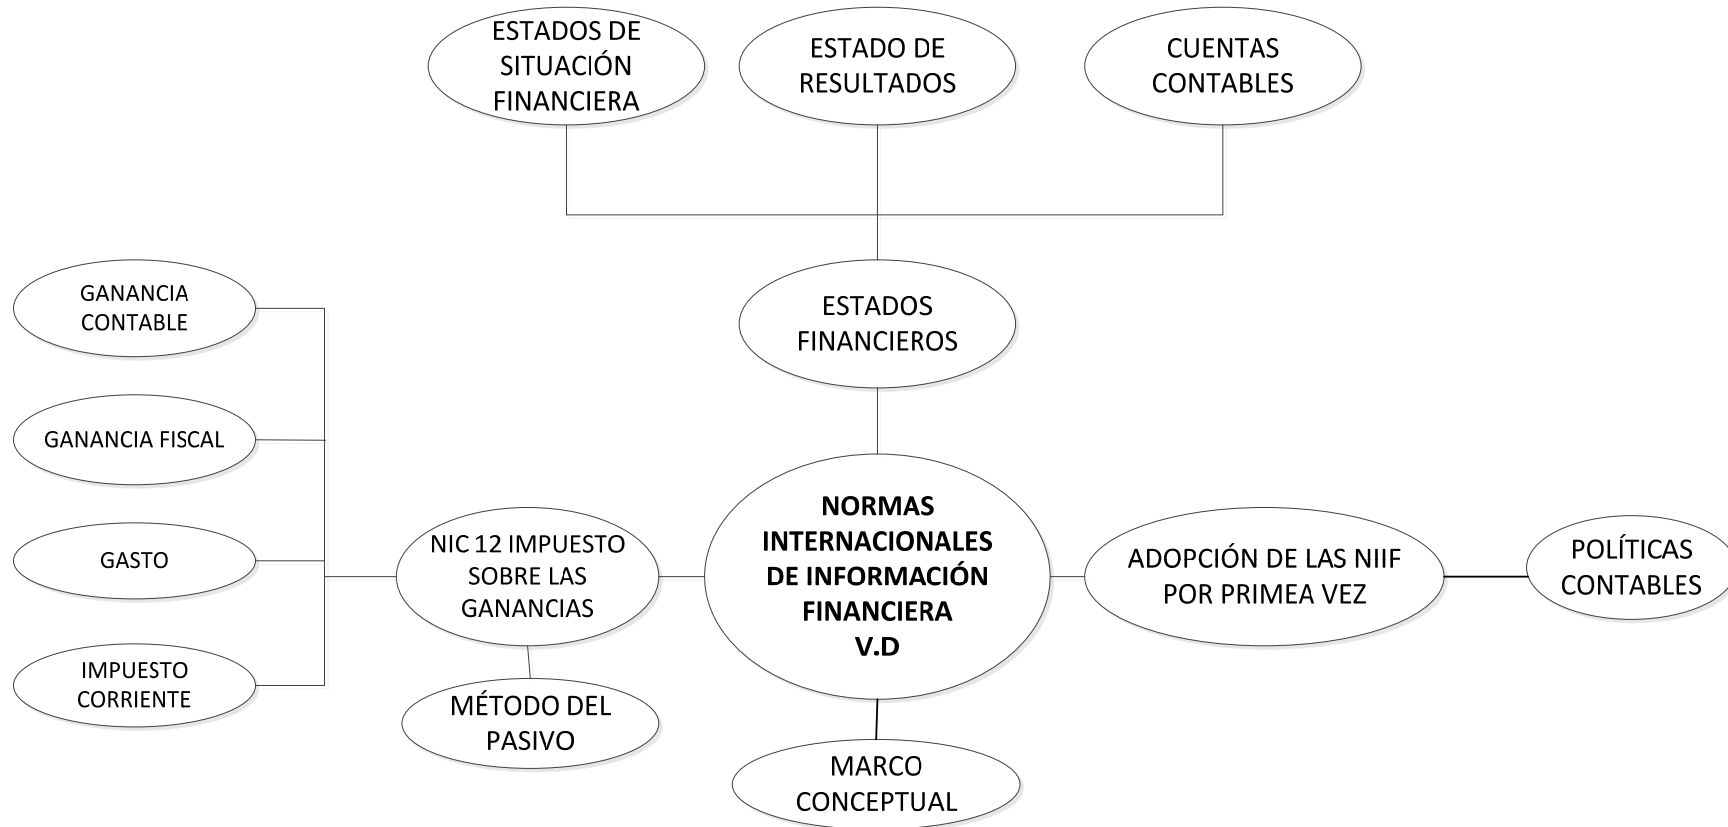 ESTADOS DE
SITUACIÓN
FINANCIERA
ESTADO DE
RESULTADOS
CUENTAS
CONTABLES
ESTADOS
FINANCIEROS
GANANCIA
CONTABLE
GANANCIA FISCAL
GASTO
IMPUESTO
CORRIENTE
NIC 12 IMPUESTO
SOBRE LAS
GANANCIAS
MÉTODO DEL
PASIVO
NORMAS
INTERNACIONALES
DE INFORMACIÓN
FINANCIERA
V.D
MARCO
CONCEPTUAL
ADOPCIÓN DE LAS NIIF
POR PRIMEA VEZ
POLÍTICAS
CONTABLES